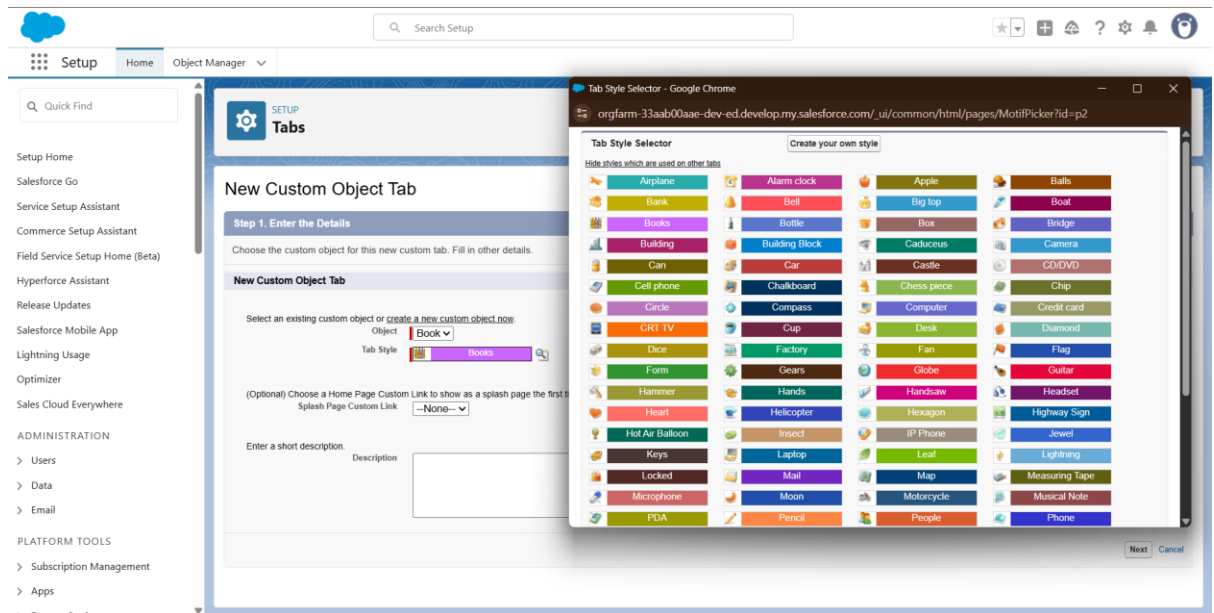 Search Setup
Setup
Home
Object Manager
Quick Find
Setup Home
Salesforce Go
Service Setup Assistant
Commerce Setup Assistant
Field Service Setup Home (Beta)
Hyperforce Assistant
Release Updates
Salesforce Mobile App
Lightning Usage
Optimizer
Sales Cloud Everywhere
ADMINISTRATION
Users
Data
Email
PLATFORM TOOLS
Subscription Management
Apps
SETUP
Tabs
New Custom Object Tab
Step 1. Enter the Details
Choose the custom object for this new custom tab. Fill in other details.
New Custom Object Tab
Select an existing custom object or create a new custom object now.
Object Book
Tab Style Books
(Optional) Choose a Home Page Custom Link to show as a splash page the first
Splash Page Custom Link --None--
Enter a short description.
Description
Next Cancel
Tab Style Selector - Google Chrome
orgfarm-33aab00aae-dev-ed.develop.my.salesforce.com/_ui/common/html/pages/MotifPicker?id=p2
Tab Style Selector Create your own style
Hide styles which are used on other tabs
Airplane Alarm clock Apple Balls
Bank Bell Big top Boat
Books Bottle Box Bridge
Building Building Block Caduceus Camera
Can Car Castle CD/DVD
Cell phone Chalkboard Chess piece Chip
Circle Compass Computer Credit card
CRT TV Cup Desk Diamond
Dice Factory Fan Flag
Form Gears Globe Guitar
Hammer Hands Handsaw Headset
Heart Helicopter Hexagon Highway Sign
Hot Air Balloon Insect IP Phone Jewel
Keys Laptop Leaf Lightning
Locked Mail Map Measuring Tape
Microphone Moon Motorcycle Musical Note
PDA Pencil People Phone